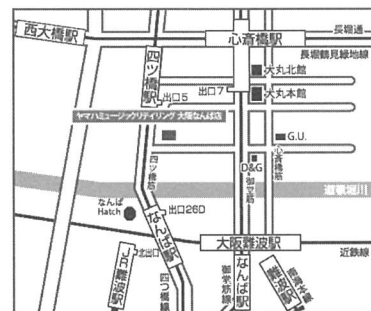 西大橋駅
心斎橋駅
長堀通
長堀鶴見緑地線
四ツ橋駅
大丸北館
出口7
大丸本館
出口5
ヤマハミュージックリテイリング 大阪なんば店
G.U.
心斎橋筋
D&G
四ツ橋筋
御堂筋
道頓堀川
なんば
Hatch
出口26D
なんば駅
大阪難波駅
近鉄線
北出口
JR難波駅
四つ橋線
御堂筋線
なんば駅
難波駅
南海本線